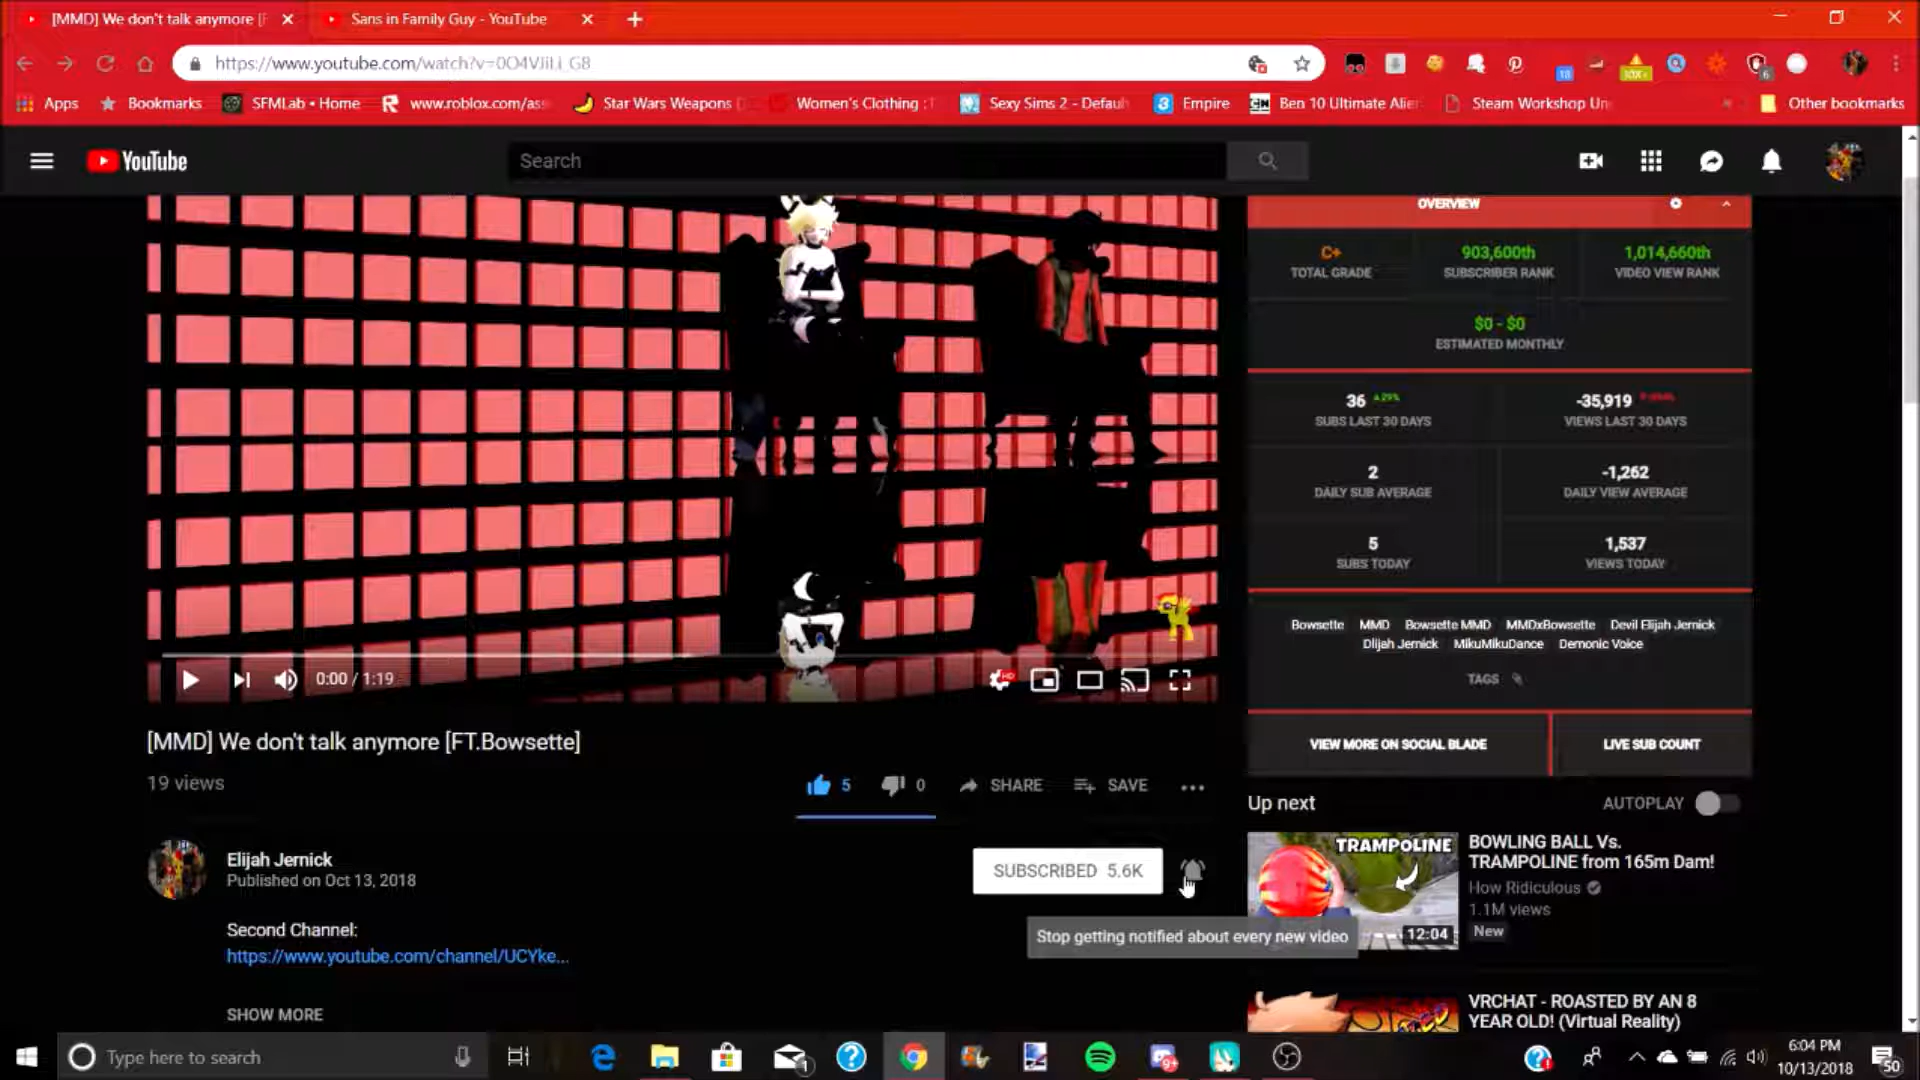 [MMD] We don't talk anymore [F
Sans in Family Guy - YouTube
https://www.youtube.com/watch?v=0O4VJiLl_G8
Apps
Bookmarks
SFMLab • Home
www.roblox.com/ass
Star Wars Weapons
Women's Clothing :
Sexy Sims 2 - Defaul
Empire
Ben 10 Ultimate Alie
Steam Workshop Un
Other bookmarks
YouTube
Search
OVERVIEW
C+
903,600th
1,014,660th
TOTAL GRADE
SUBSCRIBER RANK
VIDEO VIEW RANK
$0 - $0
ESTIMATED MONTHLY
36
-35,919
SUBS LAST 30 DAYS
VIEWS LAST 30 DAYS
2
-1,262
DAILY SUB AVERAGE
DAILY VIEW AVERAGE
5
1,537
SUBS TODAY
VIEWS TODAY
Bowsette MMD Bowsette MMD MMDxBowsette Devil Elijah Jernick
Dlijah Jernick MikuMikuDance Demonic Voice
TAGS
VIEW MORE ON SOCIAL BLADE
LIVE SUB COUNT
0:00 / 1:19
HD
[MMD] We don't talk anymore [FT.Bowsette]
19 views
5
0
SHARE
SAVE
Elijah Jernick
Published on Oct 13, 2018
SUBSCRIBED 5.6K
Stop getting notified about every new video
Second Channel:
https://www.youtube.com/channel/UCYke...
SHOW MORE
Up next
AUTOPLAY
TRAMPOLINE
12:04
BOWLING BALL Vs.
TRAMPOLINE from 165m Dam!
How Ridiculous
1.1M views
New
VRCHAT - ROASTED BY AN 8
YEAR OLD! (Virtual Reality)
Type here to search
6:04 PM
10/13/2018
50